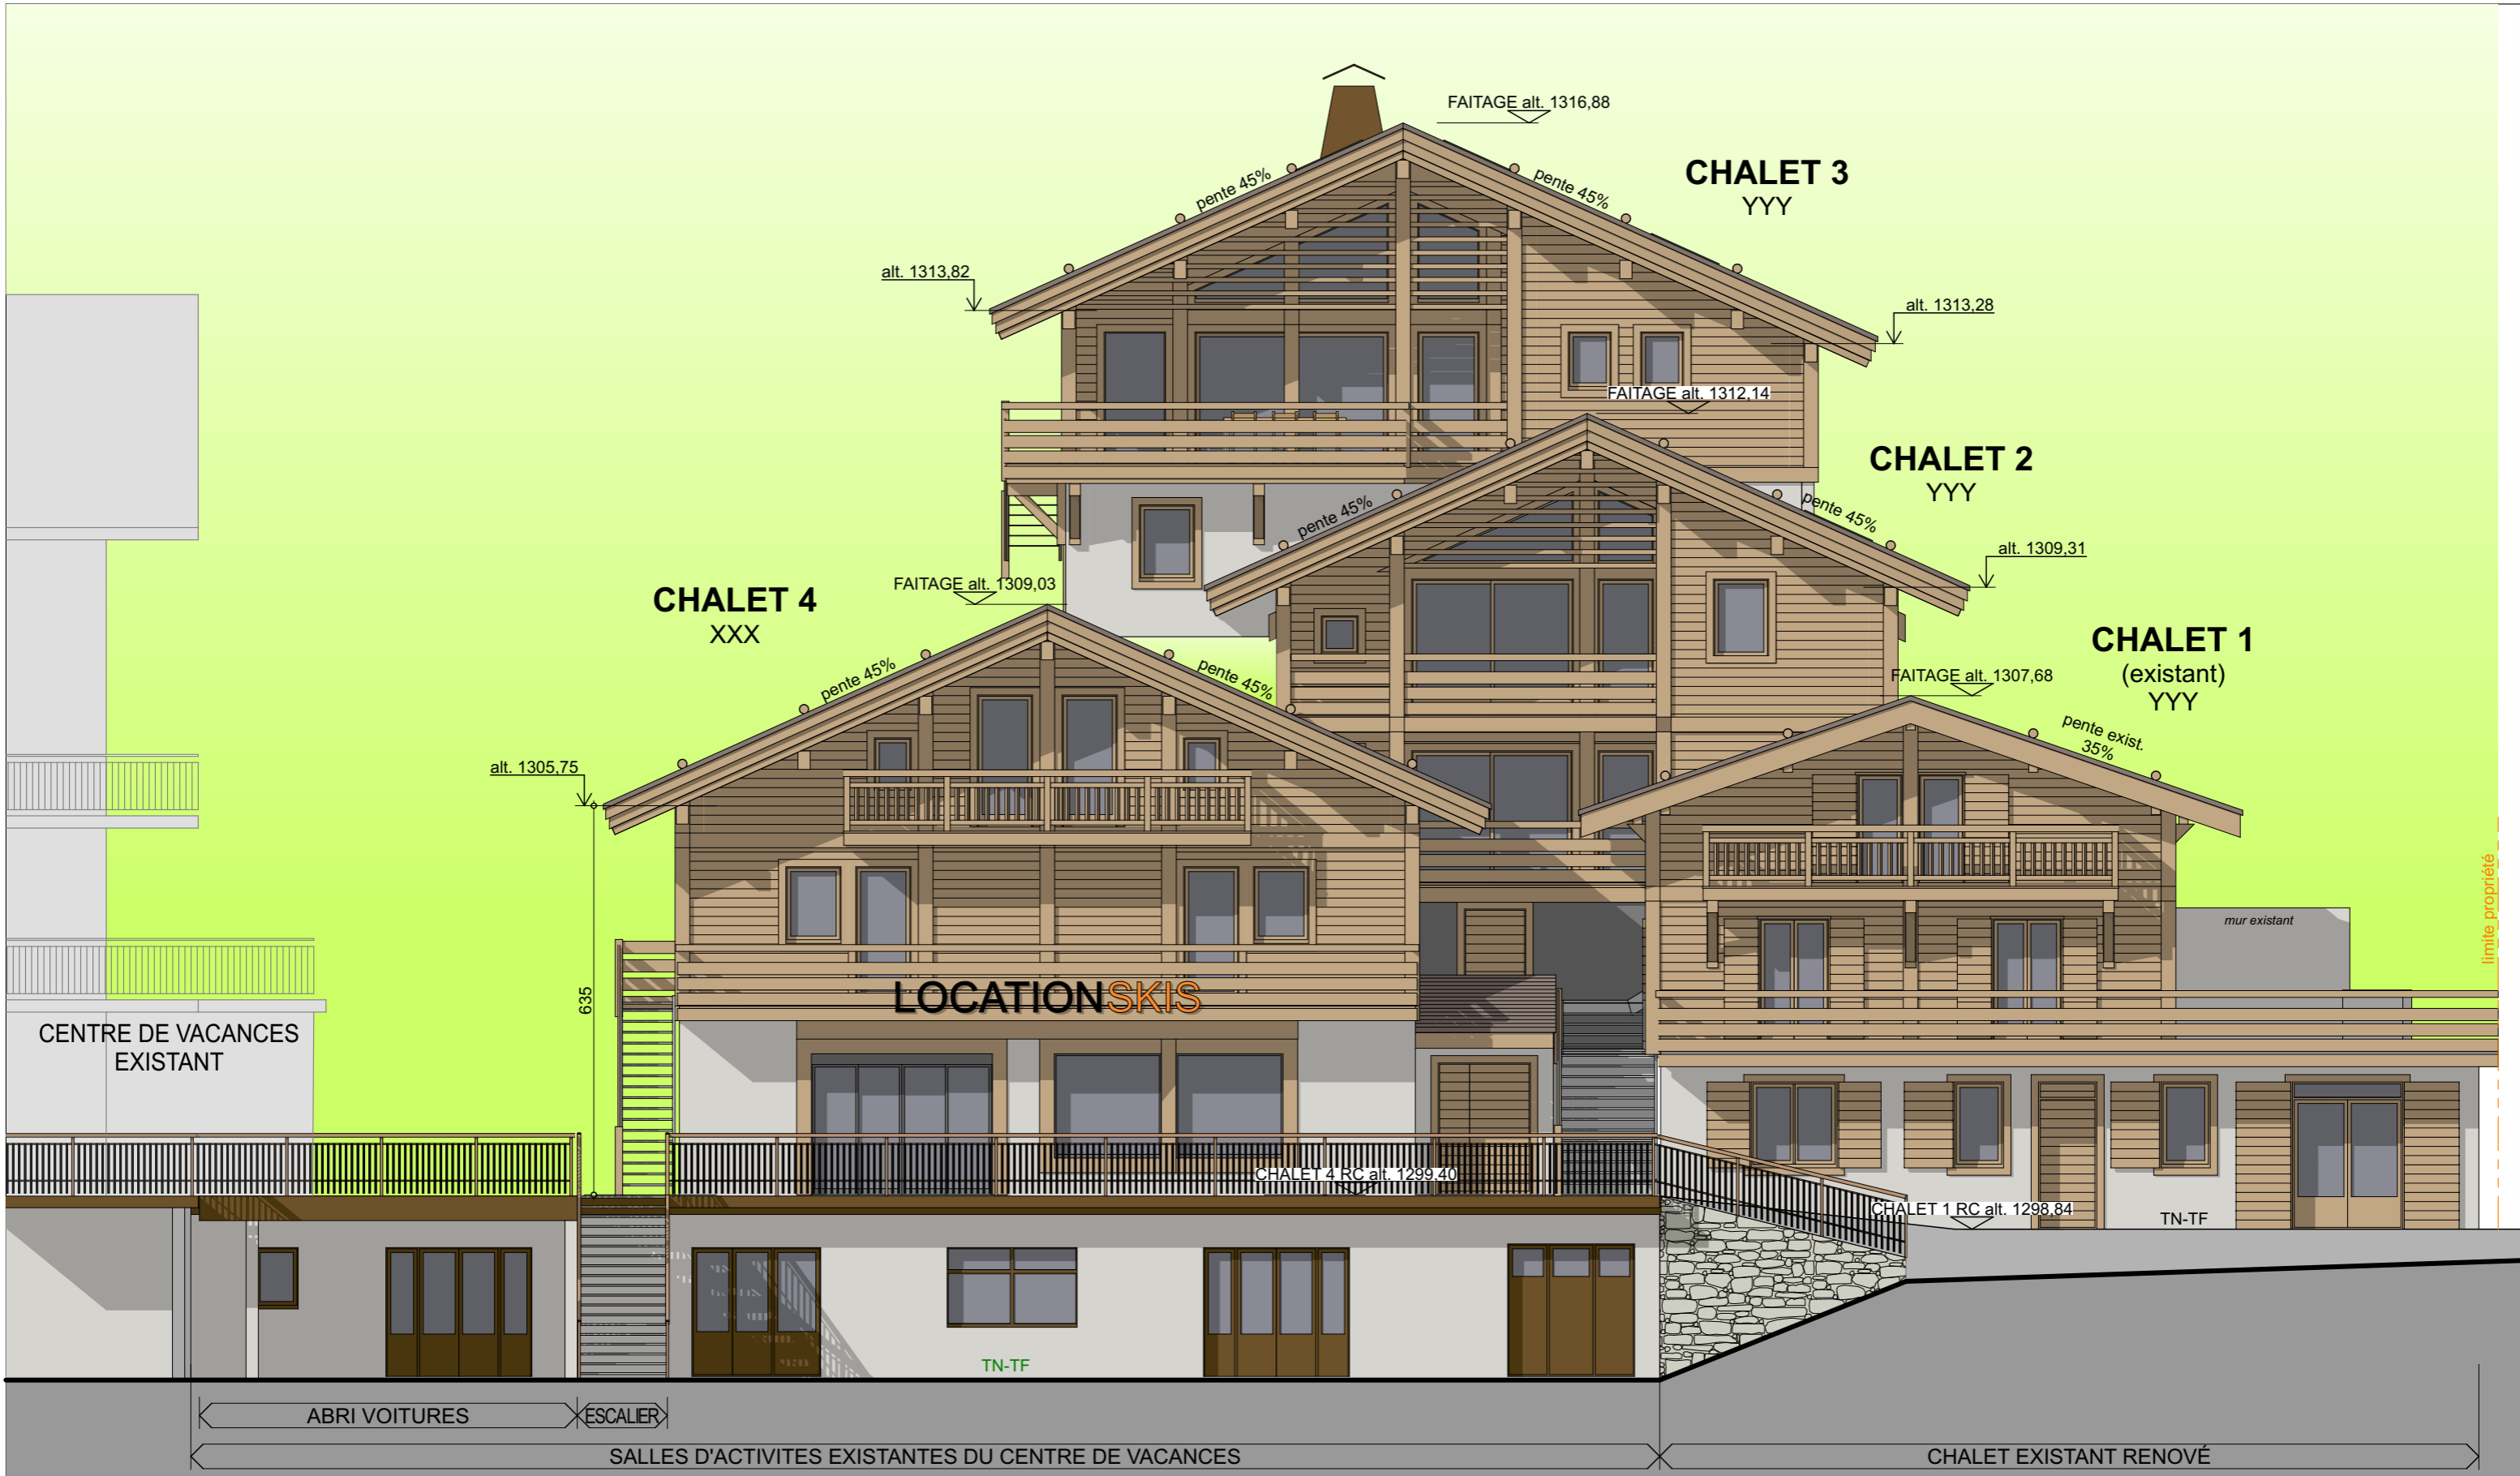 FAITAGE alt. 1316,88
CHALET 3
YYY
pente 45%
pente 45%
alt. 1313,82
alt. 1313,28
FAITAGE alt. 1312,14
CHALET 2
YYY
pente 45%
pente 45%
alt. 1309,31
FAITAGE alt. 1309,03
CHALET 4
XXX
CHALET 1
(existant)
YYY
FAITAGE alt. 1307,68
pente 45%
pente 45%
pente exist.
35%
alt. 1305,75
limite propriété
mur existant
635
LOCATIONSKIS
CENTRE DE VACANCES
EXISTANT
CHALET 4 RC alt. 1299,40
CHALET 1 RC alt. 1298,84
TN-TF
TN-TF
ABRI VOITURES
ESCALIER
SALLES D'ACTIVITES EXISTANTES DU CENTRE DE VACANCES
CHALET EXISTANT RENOVÉ